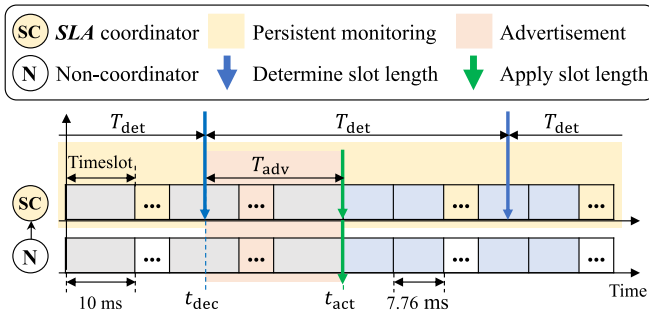 SC SLA coordinator Persistent monitoring Advertisement
N Non-coordinator Determine slot length Apply slot length
T_det T_det T_det
Timeslot T_adv
SC ... ... ... ...
N ... ... ... ...
Time
10 ms t_dec t_act 7.76 ms